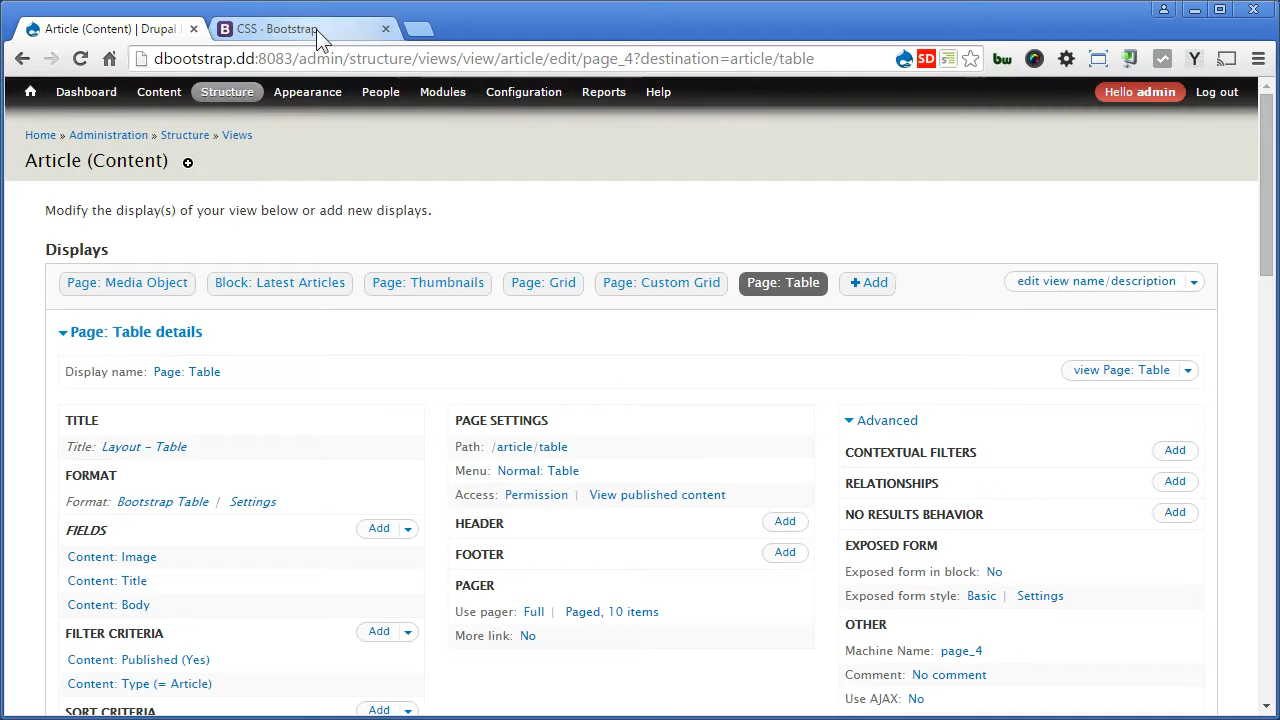 Article (Content) | Drupal
CSS · Bootstrap
dbootstrap.dd:8083/admin/structure/views/view/article/edit/page_4?destination=article/table
SD
bw
Y
Dashboard Content Structure Appearance People Modules Configuration Reports Help Hello admin Log out
Home » Administration » Structure » Views
Article (Content)
Modify the display(s) of your view below or add new displays.
Displays
Page: Media Object Block: Latest Articles Page: Thumbnails Page: Grid Page: Custom Grid Page: Table Add edit view name/description
Page: Table details
Display name: Page: Table view Page: Table
TITLE
Title: Layout - Table
FORMAT
Format: Bootstrap Table | Settings
FIELDS Add
Content: Image
Content: Title
Content: Body
FILTER CRITERIA Add
Content: Published (Yes)
Content: Type (= Article)
SORT CRITERIA Add
PAGE SETTINGS
Path: /article/table
Menu: Normal: Table
Access: Permission | View published content
HEADER Add
FOOTER Add
PAGER
Use pager: Full | Paged, 10 items
More link: No
Advanced
CONTEXTUAL FILTERS Add
RELATIONSHIPS Add
NO RESULTS BEHAVIOR Add
EXPOSED FORM
Exposed form in block: No
Exposed form style: Basic | Settings
OTHER
Machine Name: page_4
Comment: No comment
Use AJAX: No